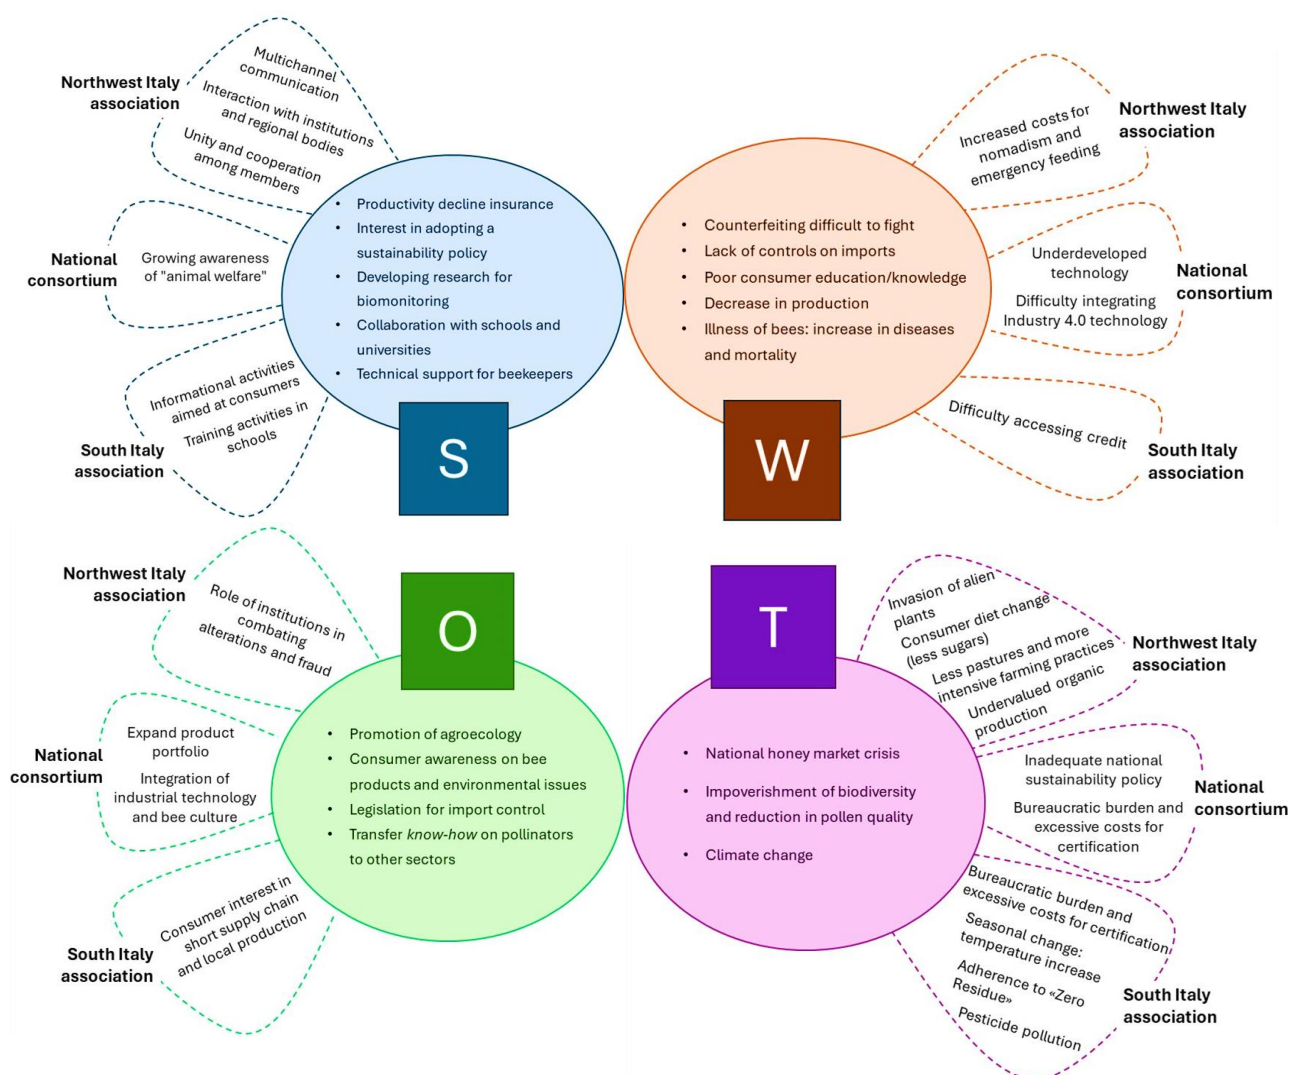 Northwest Italy
association
Multichannel
communication
Interaction with institutions
and regional bodies
Unity and cooperation
among members
National
consortium
Growing awareness
of "animal welfare"
South Italy
association
Informational activities
aimed at consumers
Training activities in
schools
• Productivity decline insurance
• Interest in adopting a
sustainability policy
• Developing research for
biomonitoring
• Collaboration with schools and
universities
• Technical support for beekeepers
S
• Counterfeiting difficult to fight
• Lack of controls on imports
• Poor consumer education/knowledge
• Decrease in production
• Illness of bees: increase in diseases
and mortality
W
Increased costs for
nomadism and
emergency feeding
Northwest Italy
association
Underdeveloped
technology
Difficulty integrating
Industry 4.0 technology
National
consortium
Difficulty accessing credit
South Italy
association
Northwest Italy
association
Role of institutions in
combating
alterations and fraud
National
consortium
Expand product
portfolio
Integration of
industrial technology
and bee culture
South Italy
association
Consumer interest in
short supply chain
and local production
O
• Promotion of agroecology
• Consumer awareness on bee
products and environmental issues
• Legislation for import control
• Transfer know-how on pollinators
to other sectors
T
• National honey market crisis
• Impoverishment of biodiversity
and reduction in pollen quality
• Climate change
Invasion of alien
plants
Consumer diet change
(less sugars)
Less pastures and more
intensive farming practices
Undervalued organic
production
Northwest Italy
association
Inadequate national
sustainability policy
Bureaucratic burden and
excessive costs for
certification
National
consortium
Bureaucratic burden and
excessive costs for certification
Seasonal change:
temperature increase
Adherence to «Zero
Residue»
Pesticide pollution
South Italy
association